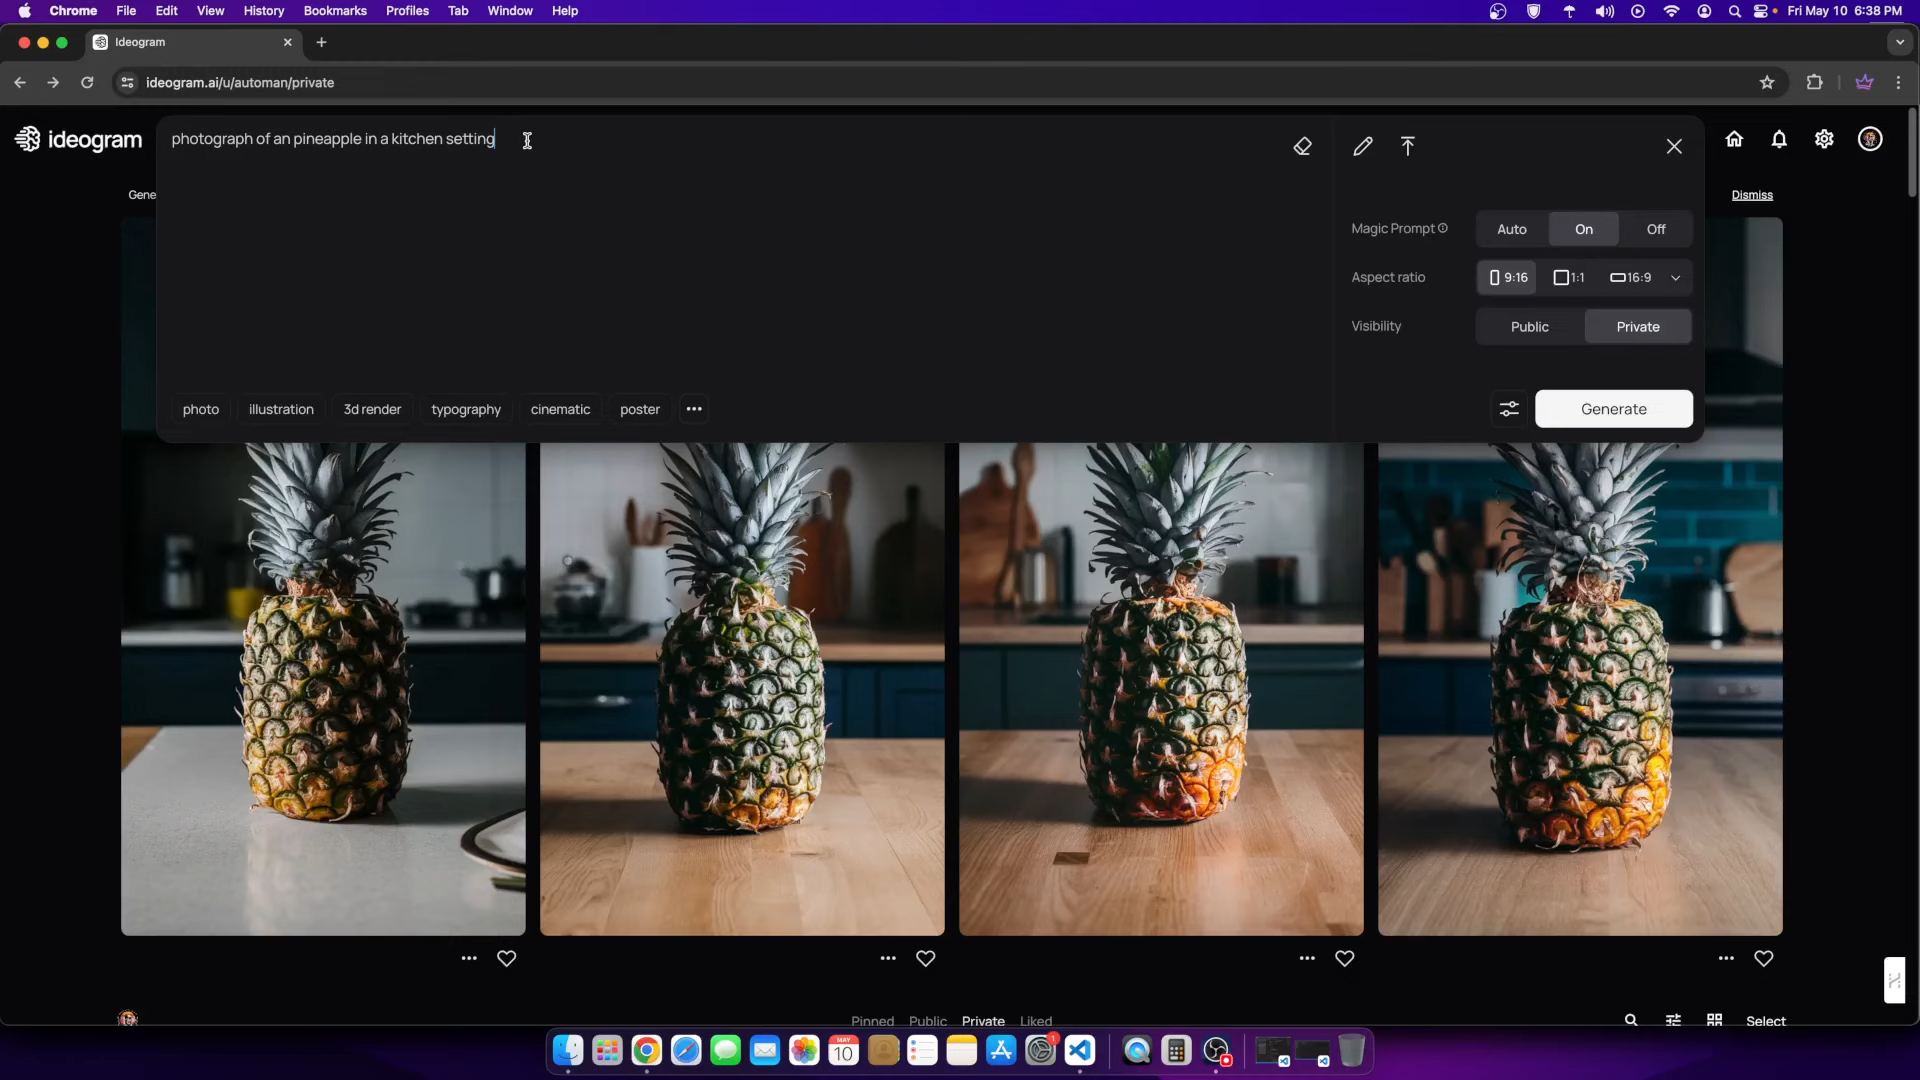 Chrome File Edit View History Bookmarks Profiles Tab Window Help
Fri May 10 6:38 PM
Ideogram
ideogram.ai/u/automan/private
ideogram
photograph of an pineapple in a kitchen setting
Gene
Dismiss
Magic Prompt Auto On Off
Aspect ratio 9:16 1:1 16:9
Visibility Public Private
photo illustration 3d render typography cinematic poster
Generate
Pinned Public Private Liked
Select
MAY
10
1